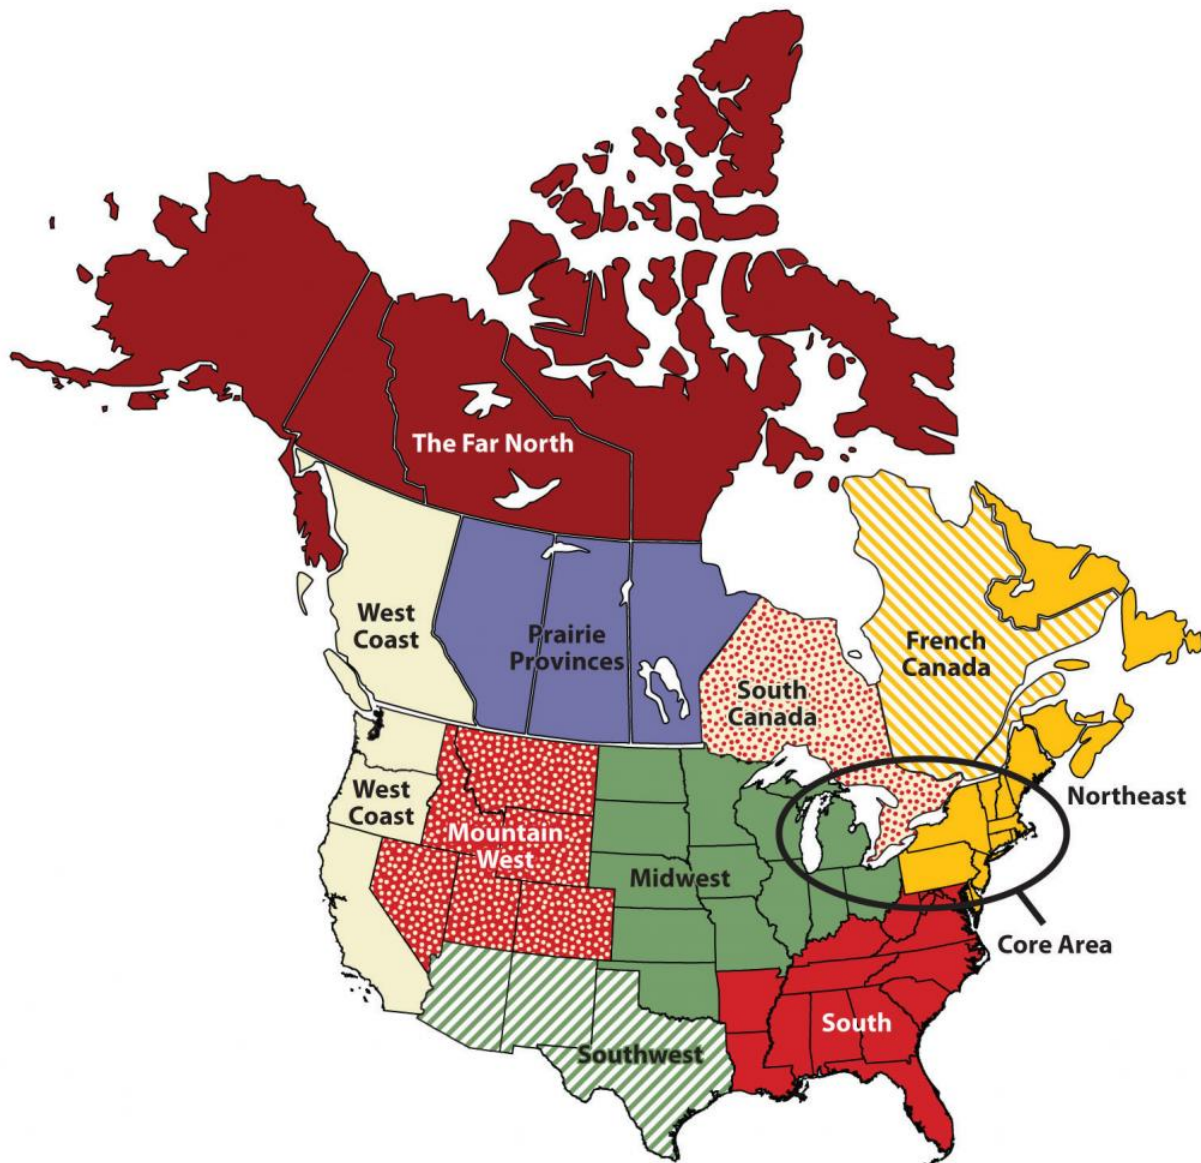 The Far North
West
Coast
Prairie
Provinces
French
Canada
South
Canada
West
Coast
Northeast
Mountain
West
Midwest
Core Area
South
Southwest